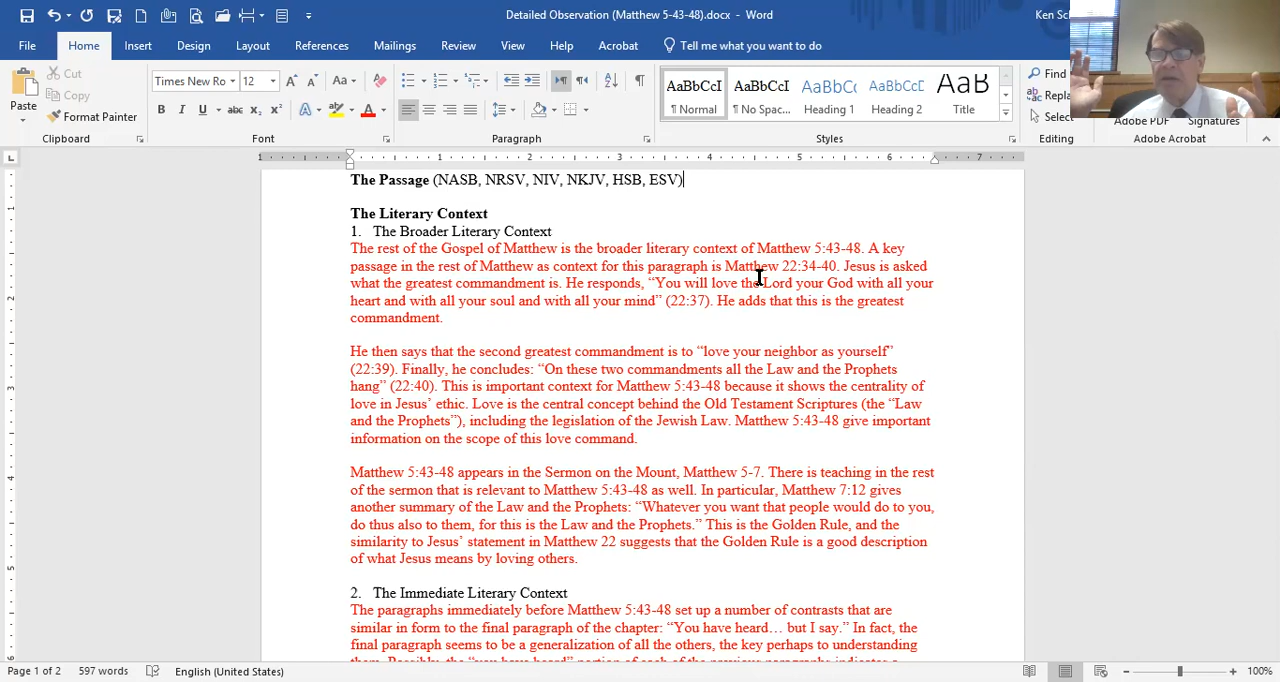 Detailed Observation (Matthew 5-43-48).docx - Word
Ken Sc
File Home Insert Design Layout References Mailings Review View Help Acrobat Tell me what you want to do
Paste
Cut
Copy
Format Painter
Clipboard
Times New Ro 12
Font
Paragraph
AaBbCcI AaBbCcI AaBbCc AaBbCcE AaB
¶ Normal ¶ No Spac... Heading 1 Heading 2 Title
Styles
Find
Repla
Select
Editing
Adobe PDF Signatures
Adobe Acrobat
The Passage (NASB, NRSV, NIV, NKJV, HSB, ESV)
The Literary Context
1. The Broader Literary Context
The rest of the Gospel of Matthew is the broader literary context of Matthew 5:43-48. A key
passage in the rest of Matthew as context for this paragraph is Matthew 22:34-40. Jesus is asked
what the greatest commandment is. He responds, “You will love the Lord your God with all your
heart and with all your soul and with all your mind” (22:37). He adds that this is the greatest
commandment.
He then says that the second greatest commandment is to “love your neighbor as yourself”
(22:39). Finally, he concludes: “On these two commandments all the Law and the Prophets
hang” (22:40). This is important context for Matthew 5:43-48 because it shows the centrality of
love in Jesus’ ethic. Love is the central concept behind the Old Testament Scriptures (the “Law
and the Prophets”), including the legislation of the Jewish Law. Matthew 5:43-48 give important
information on the scope of this love command.
Matthew 5:43-48 appears in the Sermon on the Mount, Matthew 5-7. There is teaching in the rest
of the sermon that is relevant to Matthew 5:43-48 as well. In particular, Matthew 7:12 gives
another summary of the Law and the Prophets: “Whatever you want that people would do to you,
do thus also to them, for this is the Law and the Prophets.” This is the Golden Rule, and the
similarity to Jesus’ statement in Matthew 22 suggests that the Golden Rule is a good description
of what Jesus means by loving others.
2. The Immediate Literary Context
The paragraphs immediately before Matthew 5:43-48 set up a number of contrasts that are
similar in form to the final paragraph of the chapter: “You have heard… but I say.” In fact, the
final paragraph seems to be a generalization of all the others, the key perhaps to understanding
them. Possibly, the “you have heard” portion of each of the previous paragraphs indicates a
Page 1 of 2 597 words English (United States) 100%